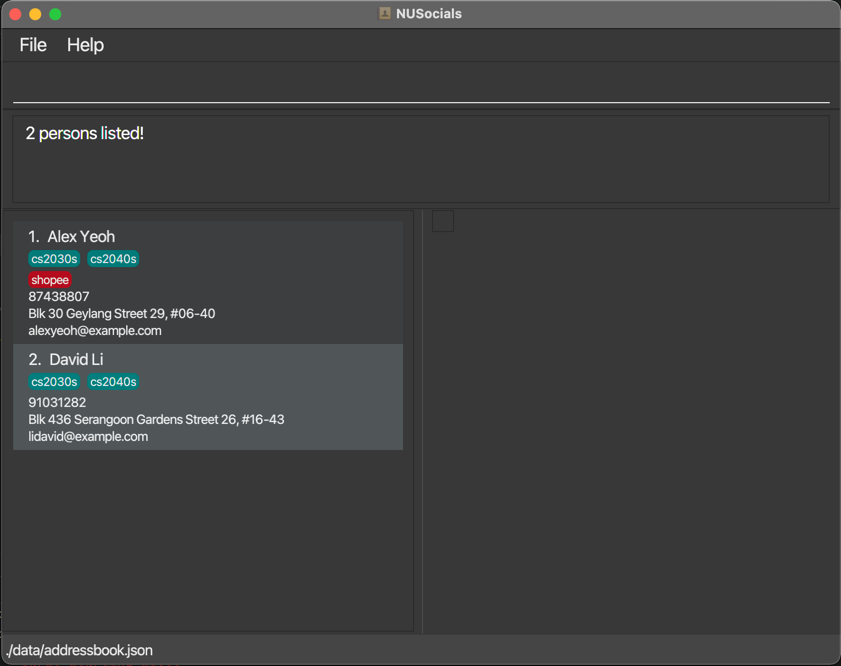 NUSocials
File Help
2 persons listed!
1. Alex Yeoh
cs2030s cs2040s
shopee
87438807
Blk 30 Geylang Street 29, #06-40
alexyeoh@example.com
2. David Li
cs2030s cs2040s
91031282
Blk 436 Serangoon Gardens Street 26, #16-43
lidavid@example.com
./data/addressbook.json